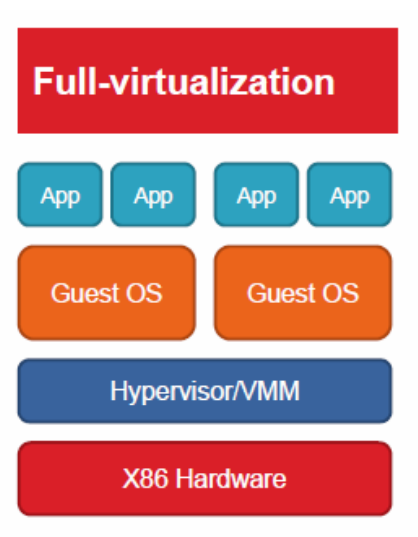 Full-virtualization
App App App App
Guest OS Guest OS
Hypervisor/VMM
X86 Hardware